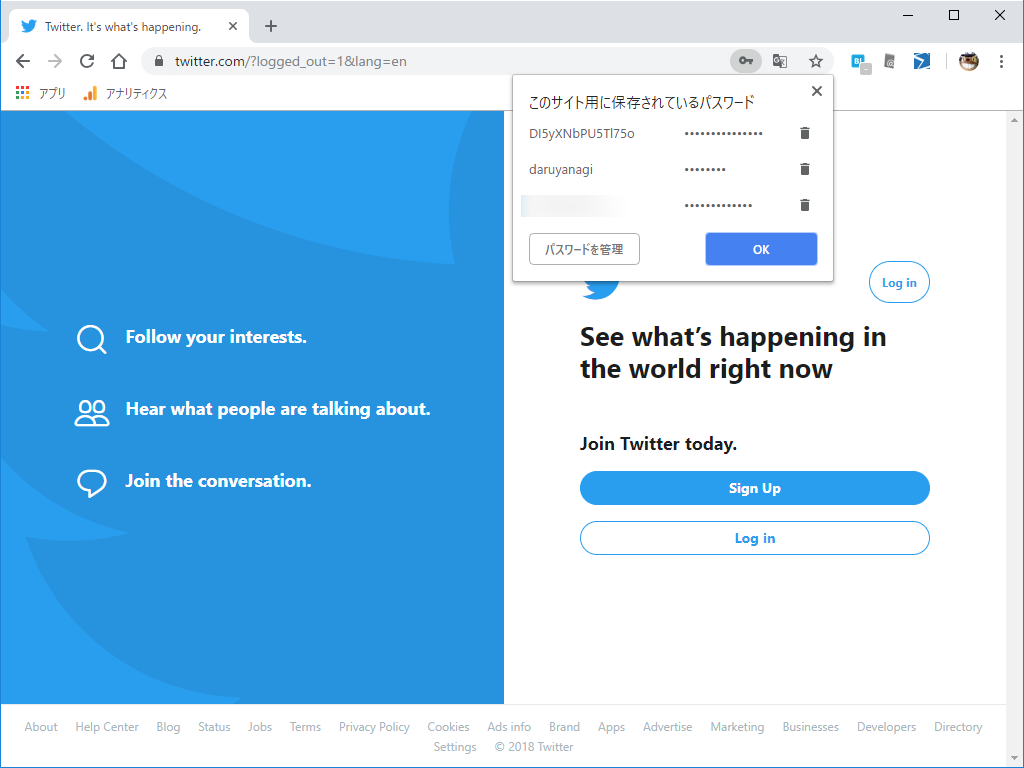 Twitter. It's what's happening.
twitter.com/?logged_out=1&lang=en
アプリ
アナリティクス
このサイト用に保存されているパスワード
DI5yXNbPU5Tl75o •••••••••••••••
daruyanagi ••••••••
•••••••••••••
パスワードを管理
OK
Log in
See what’s happening in
the world right now
Follow your interests.
Hear what people are talking about.
Join the conversation.
Join Twitter today.
Sign Up
Log in
About Help Center Blog Status Jobs Terms Privacy Policy Cookies Ads info Brand Apps Advertise Marketing Businesses Developers Directory
Settings © 2018 Twitter